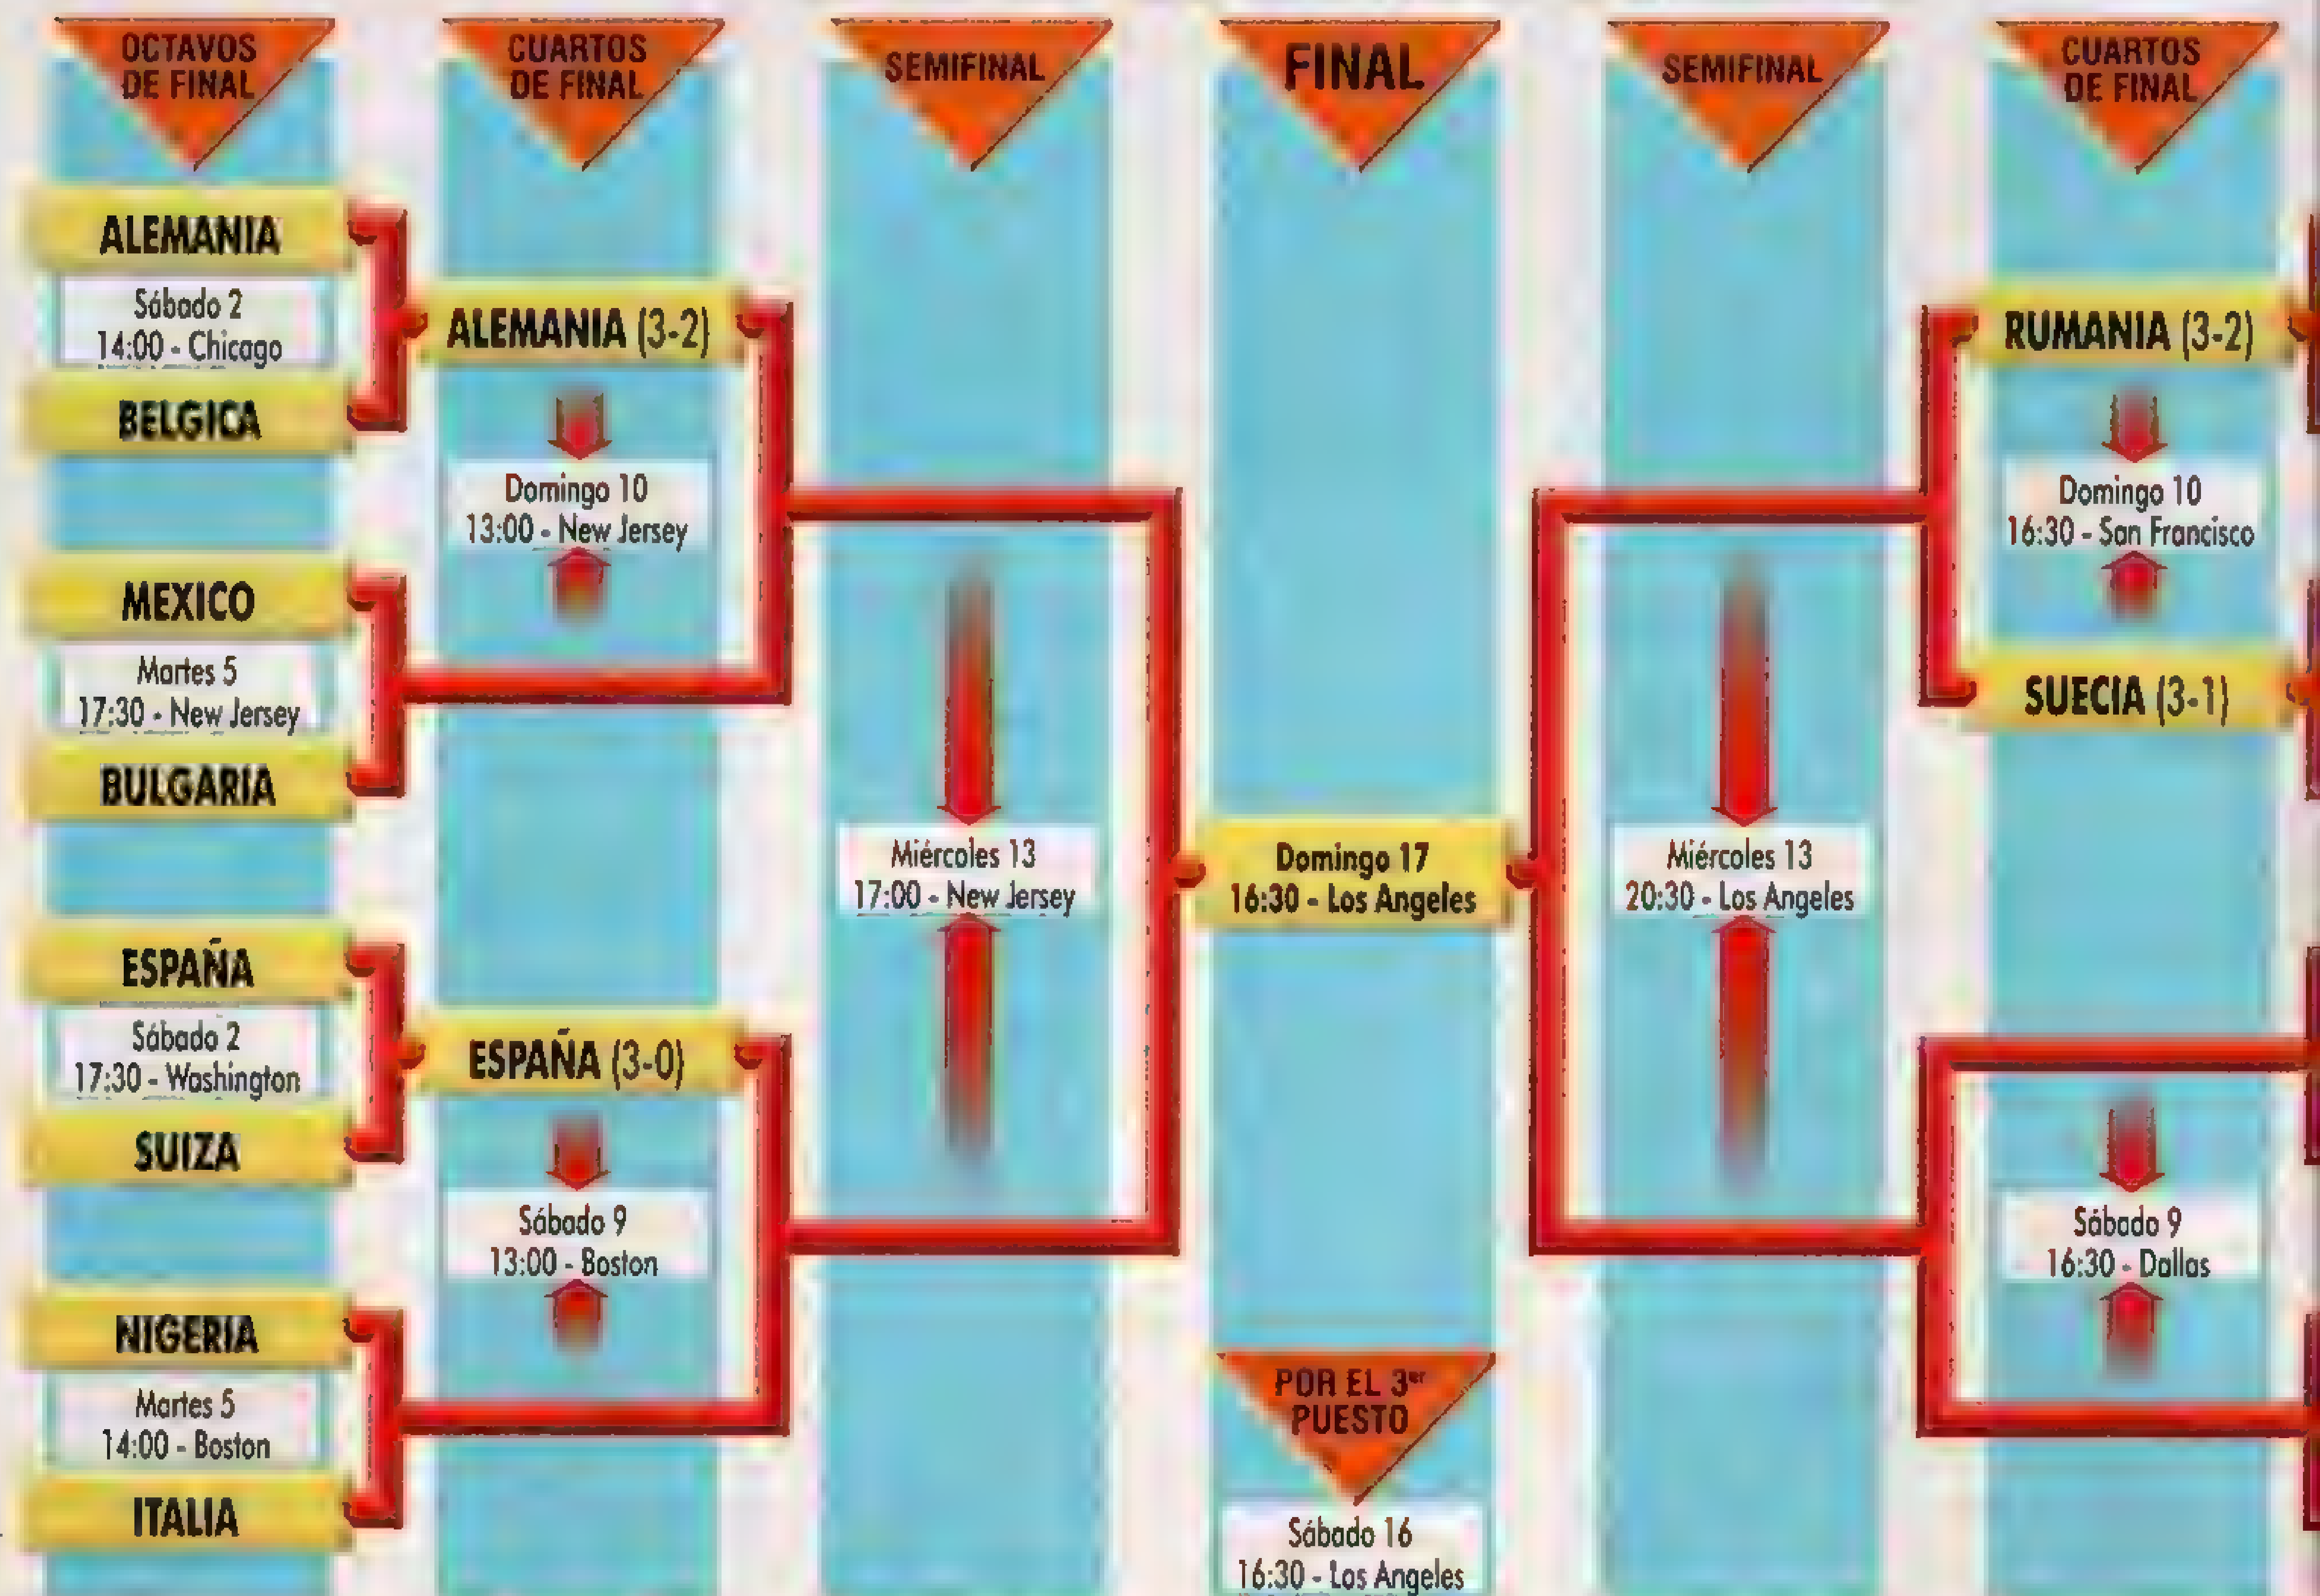 OCTAVOS
DE FINAL
CUARTOS
DE FINAL
SEMIFINAL
FINAL
SEMIFINAL
CUARTOS
DE FINAL
ALEMANIA
Sábado 2
14:00 - Chicago
BELGICA
MEXICO
Martes 5
17:30 - New Jersey
BULGARIA
ESPAÑA
Sábado 2
17:30 - Washington
SUIZA
NIGERIA
Martes 5
14:00 - Boston
ITALIA
ALEMANIA (3-2)
Domingo 10
13:00 - New Jersey
ESPAÑA (3-0)
Sábado 9
13:00 - Boston
Miércoles 13
17:00 - New Jersey
Domingo 17
16:30 - Los Angeles
POR EL 3er
PUESTO
Sábado 16
16:30 - Los Angeles
Miércoles 13
20:30 - Los Angeles
RUMANIA (3-2)
Domingo 10
16:30 - San Francisco
SUECIA (3-1)
Sábado 9
16:30 - Dallas